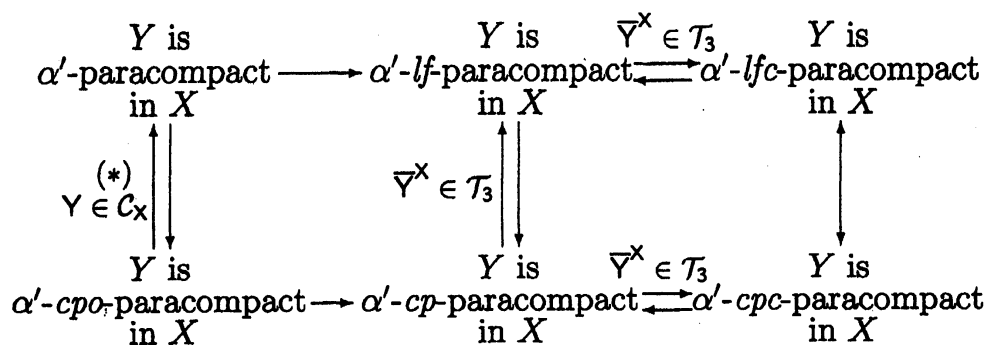 Y is α′-paracompact in X
Y is α′-lf-paracompact in X
Y̅ˣ ∈ 𝒯₃
Y is α′-lfc-paracompact in X
(*)
Y ∈ 𝒞ₓ
Y̅ˣ ∈ 𝒯₃
Y is α′-cpo-paracompact in X
Y is α′-cp-paracompact in X
Y̅ˣ ∈ 𝒯₃
Y is α′-cpc-paracompact in X